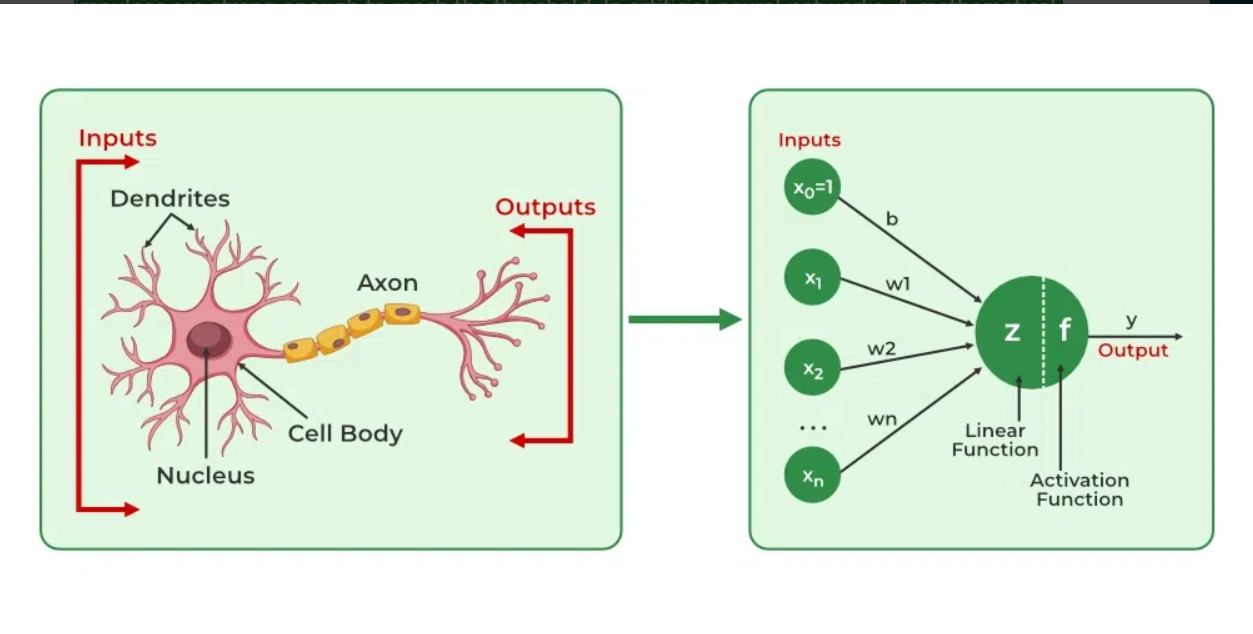 Inputs
Dendrites
Outputs
Axon
Cell Body
Nucleus
Inputs
x₀=1
b
x₁
w1
x₂
w2
...
wn
xₙ
z
f
y
Output
Linear
Function
Activation
Function